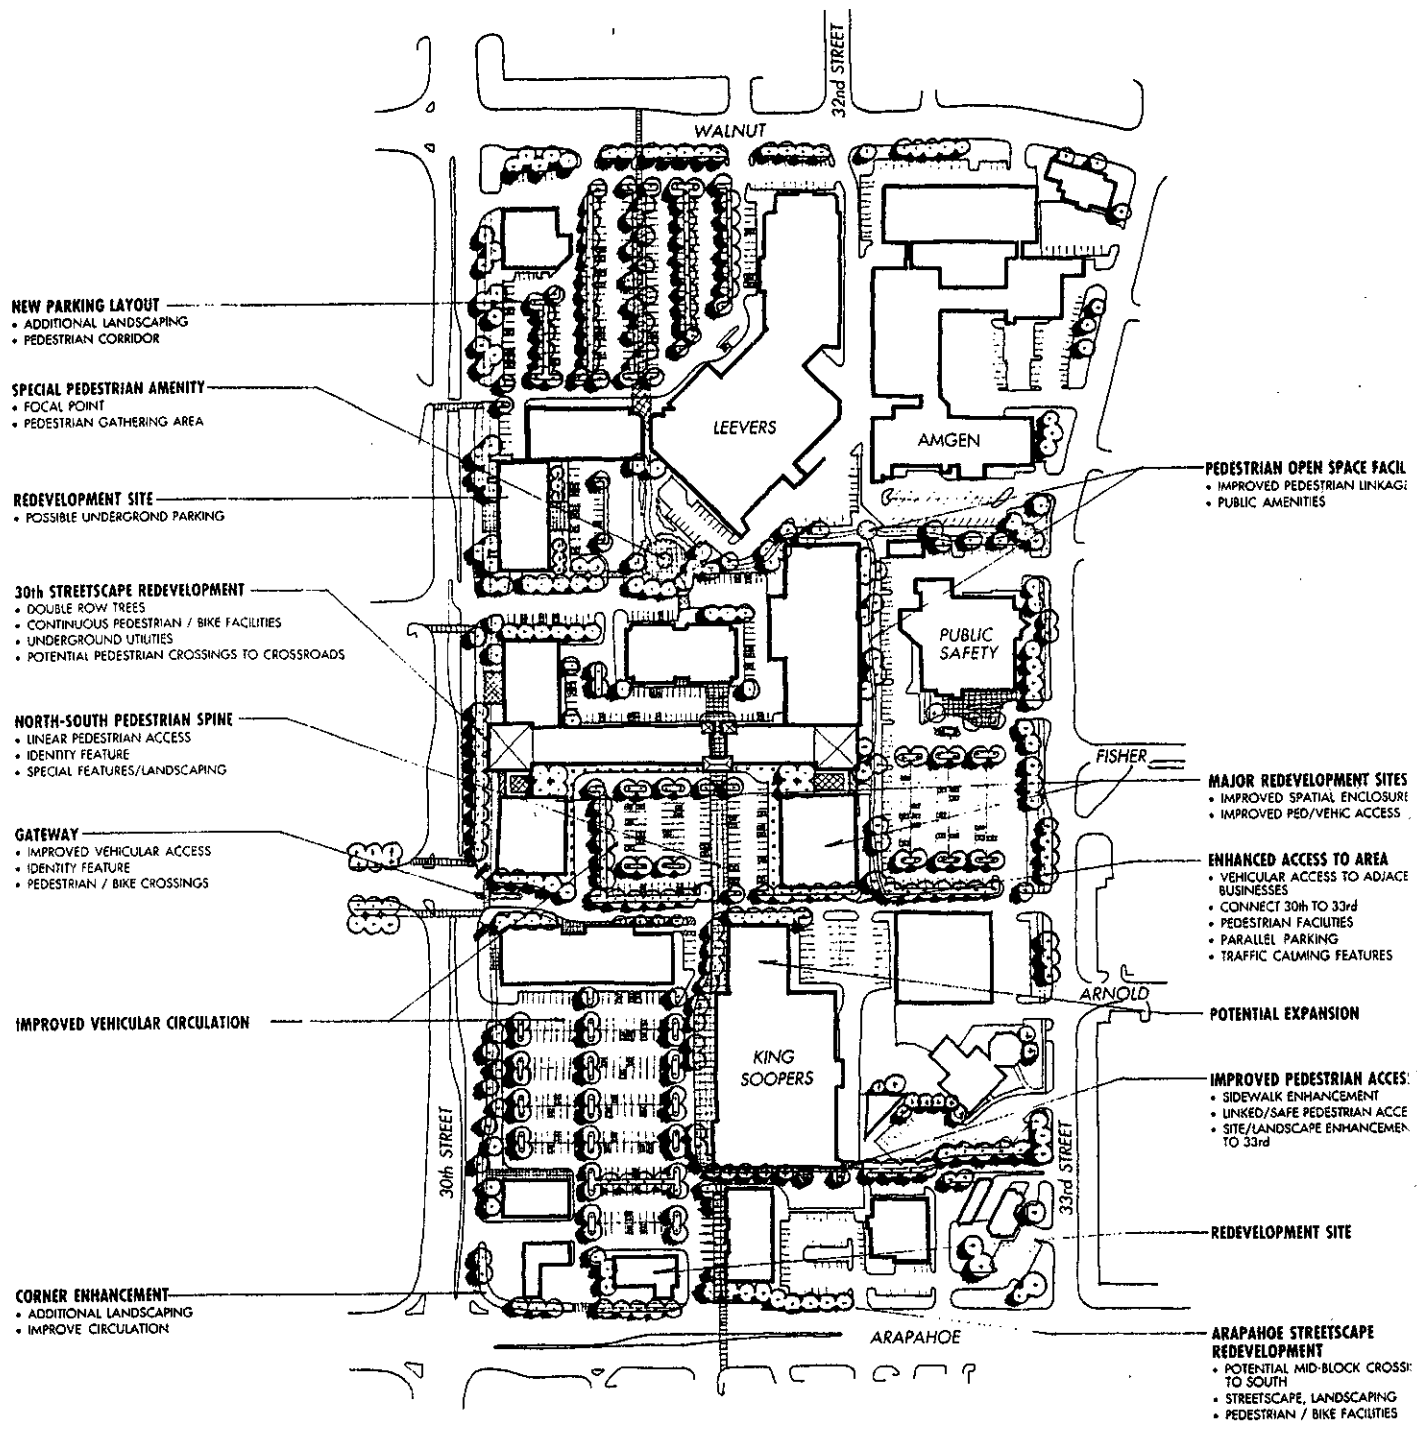 32nd STREET
WALNUT
NEW PARKING LAYOUT
• ADDITIONAL LANDSCAPING
• PEDESTRIAN CORRIDOR
SPECIAL PEDESTRIAN AMENITY
• FOCAL POINT
• PEDESTRIAN GATHERING AREA
LEEVERS
AMGEN
PEDESTRIAN OPEN SPACE FACIL
• IMPROVED PEDESTRIAN LINKAG
• PUBLIC AMENITIES
REDEVELOPMENT SITE
• POSSIBLE UNDERGROND PARKING
30th STREETSCAPE REDEVELOPMENT
• DOUBLE ROW TREES
• CONTINUOUS PEDESTRIAN / BIKE FACILITIES
• UNDERGROUND UTILITIES
• POTENTIAL PEDESTRIAN CROSSINGS TO CROSSROADS
PUBLIC
SAFETY
NORTH-SOUTH PEDESTRIAN SPINE
• LINEAR PEDESTRIAN ACCESS
• IDENTITY FEATURE
• SPECIAL FEATURES/LANDSCAPING
FISHER
MAJOR REDEVELOPMENT SITES
• IMPROVED SPATIAL ENCLOSURE
• IMPROVED PED/VEHIC ACCESS
GATEWAY
• IMPROVED VEHICULAR ACCESS
• IDENTITY FEATURE
• PEDESTRIAN / BIKE CROSSINGS
ENHANCED ACCESS TO AREA
• VEHICULAR ACCESS TO ADJACE
BUSINESSES
• CONNECT 30th TO 33rd
• PEDESTRIAN FACILITIES
• PARALLEL PARKING
• TRAFFIC CALMING FEATURES
ARNOLD
IMPROVED VEHICULAR CIRCULATION
POTENTIAL EXPANSION
KING
SOOPERS
IMPROVED PEDESTRIAN ACCES
• SIDEWALK ENHANCEMENT
• LINKED/SAFE PEDESTRIAN ACCE
• SITE/LANDSCAPE ENHANCEMEN
TO 33rd
30th STREET
33rd STREET
REDEVELOPMENT SITE
CORNER ENHANCEMENT
• ADDITIONAL LANDSCAPING
• IMPROVE CIRCULATION
ARAPAHOE
ARAPAHOE STREETSCAPE
REDEVELOPMENT
• POTENTIAL MID-BLOCK CROSSI
TO SOUTH
• STREETSCAPE, LANDSCAPING
• PEDESTRIAN / BIKE FACILITIES